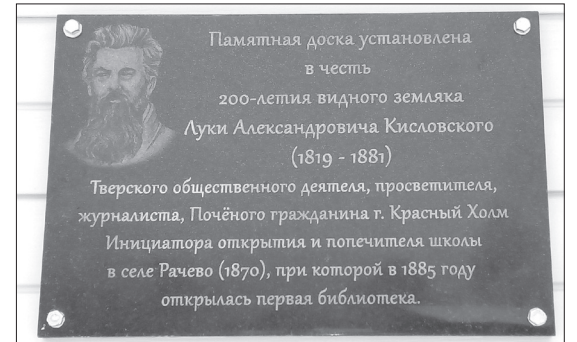 Памятная доска установлена
в честь
200-летия видного земляка
Луки Александровича Кисловского
(1819 - 1881)
Тверского общественного деятеля, просветителя,
журналиста, Почёного гражданина г. Красный Холм
Инициатора открытия и попечителя школы
в селе Рачево (1870), при которой в 1885 году
открылась первая библиотека.